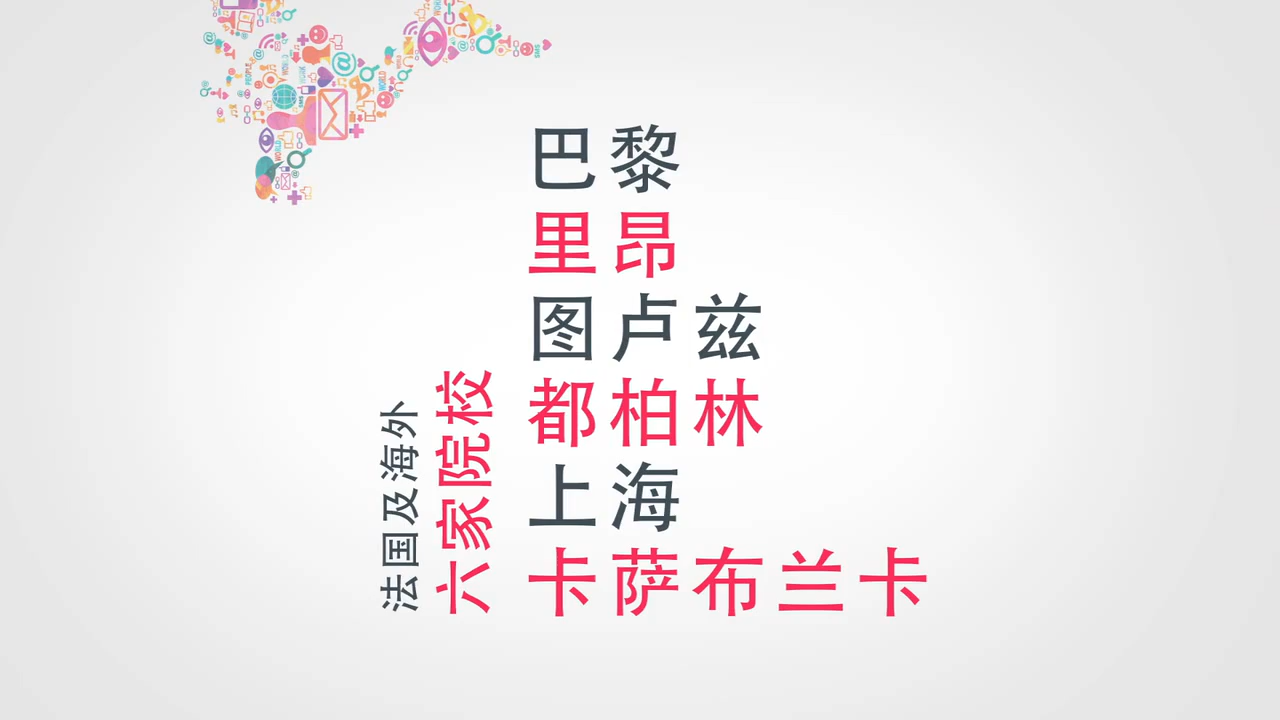 法国及海外
六家院校
巴黎
里昂
图卢兹
都柏林
上海
卡萨布兰卡